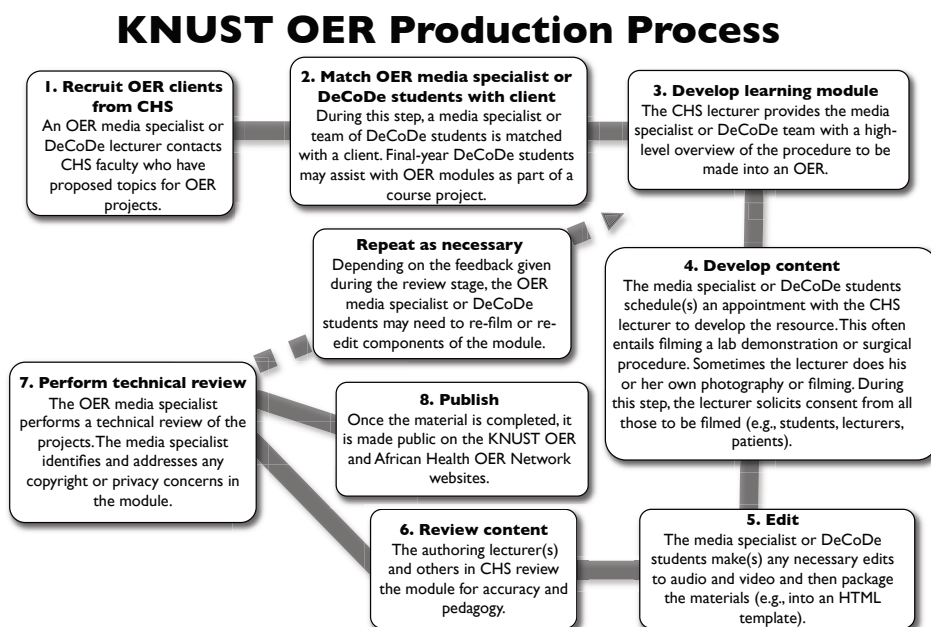 KNUST OER Production Process
1. Recruit OER clients
from CHS
An OER media specialist or
DeCoDe lecturer contacts
CHS faculty who have
proposed topics for OER
projects.
2. Match OER media specialist or
DeCoDe students with client
During this step, a media specialist or
team of DeCoDe students is matched
with a client. Final-year DeCoDe students
may assist with OER modules as part of a
course project.
3. Develop learning module
The CHS lecturer provides the media
specialist or DeCoDe team with a high-
level overview of the procedure to be
made into an OER.
Repeat as necessary
Depending on the feedback given
during the review stage, the OER
media specialist or DeCoDe
students may need to re-film or re-
edit components of the module.
4. Develop content
The media specialist or DeCoDe students
schedule(s) an appointment with the CHS
lecturer to develop the resource. This often
entails filming a lab demonstration or surgical
procedure. Sometimes the lecturer does his
or her own photography or filming. During
this step, the lecturer solicits consent from all
those to be filmed (e.g., students, lecturers,
patients).
7. Perform technical review
The OER media specialist
performs a technical review of the
projects. The media specialist
identifies and addresses any
copyright or privacy concerns in
the module.
8. Publish
Once the material is completed, it
is made public on the KNUST OER
and African Health OER Network
websites.
6. Review content
The authoring lecturer(s)
and others in CHS review
the module for accuracy and
pedagogy.
5. Edit
The media specialist or DeCoDe
students make(s) any necessary edits
to audio and video and then package
the materials (e.g., into an HTML
template).